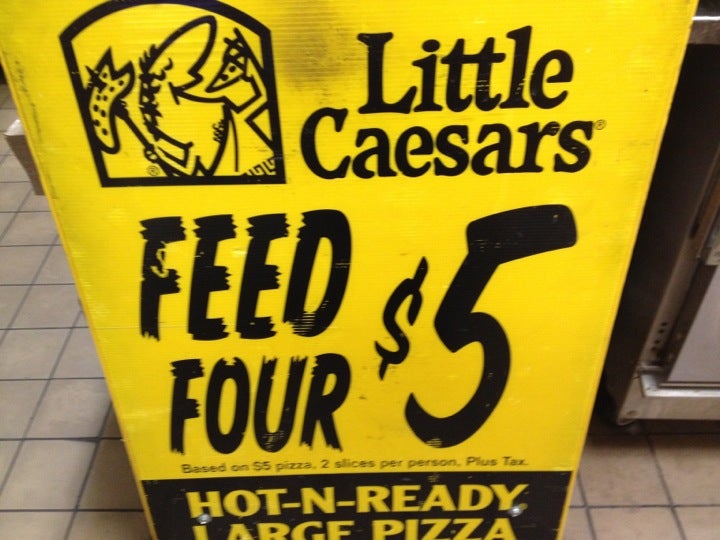 Little
Caesars®
FEED
FOUR
$5
Based on $5 pizza, 2 slices per person, Plus Tax.
HOT-N-READY
LARGE PIZZA